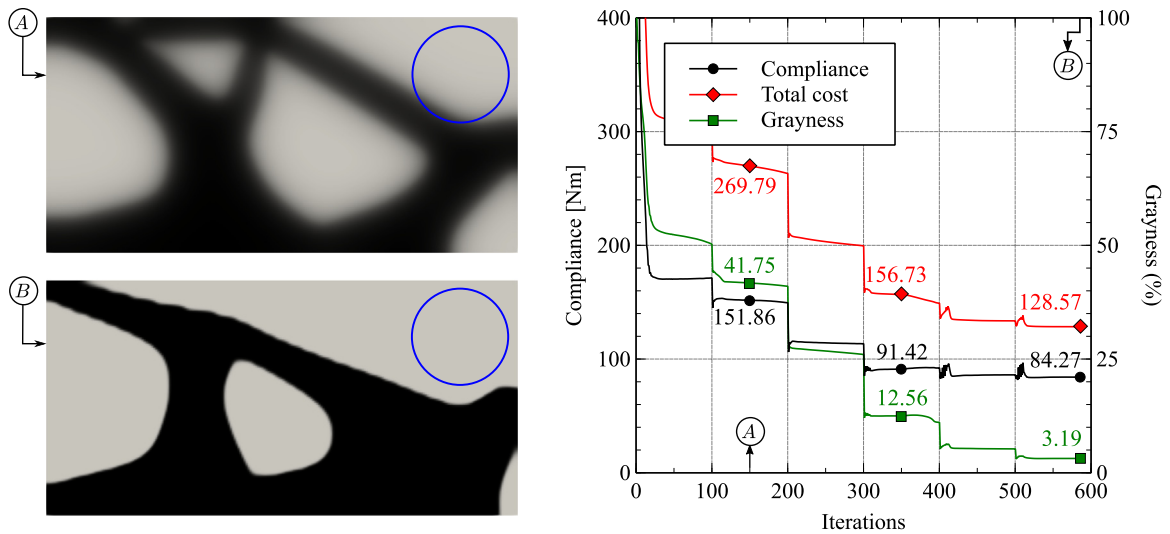 A
B
400
300
200
100
0
Compliance [Nm]
100
75
50
25
0
Grayness (%)
B
Compliance
Total cost
Grayness
269.79
41.75
151.86
156.73
128.57
91.42
84.27
12.56
3.19
A
0 100 200 300 400 500 600
Iterations